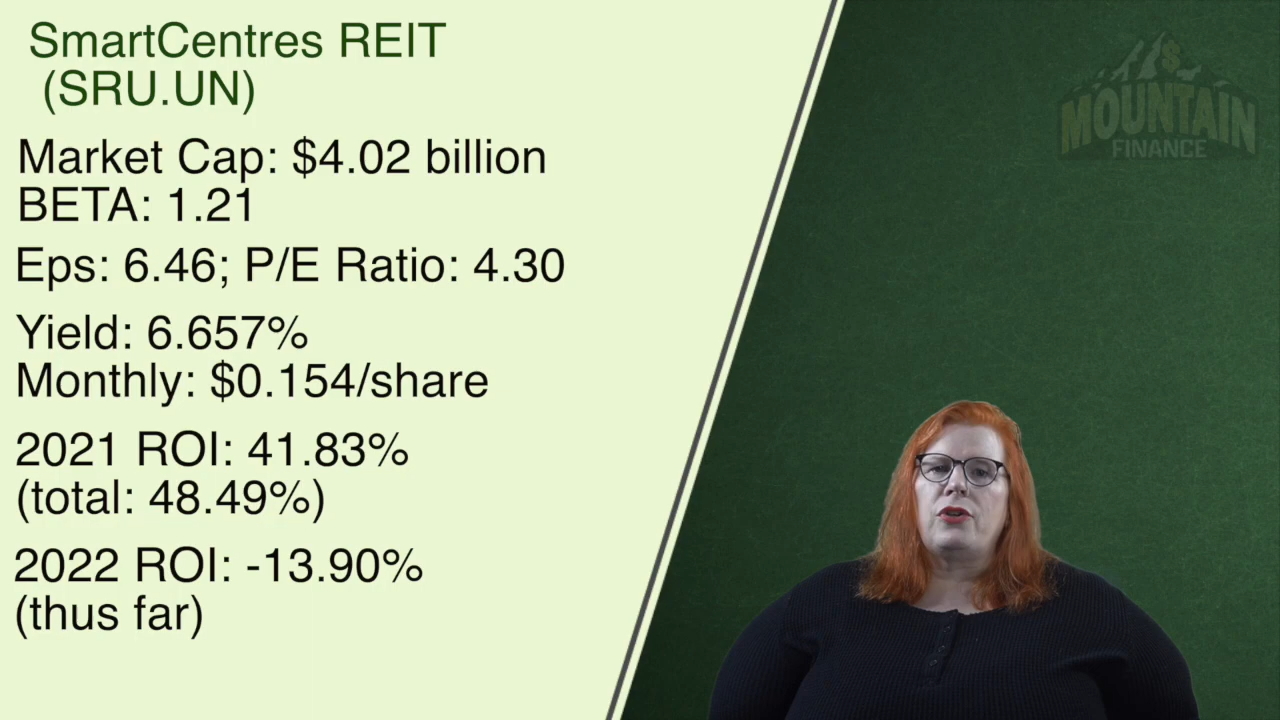 SmartCentres REIT
(SRU.UN)
Market Cap: $4.02 billion
BETA: 1.21
Eps: 6.46; P/E Ratio: 4.30
Yield: 6.657%
Monthly: $0.154/share
2021 ROI: 41.83%
(total: 48.49%)
2022 ROI: -13.90%
(thus far)
$
MOUNTAIN
FINANCE